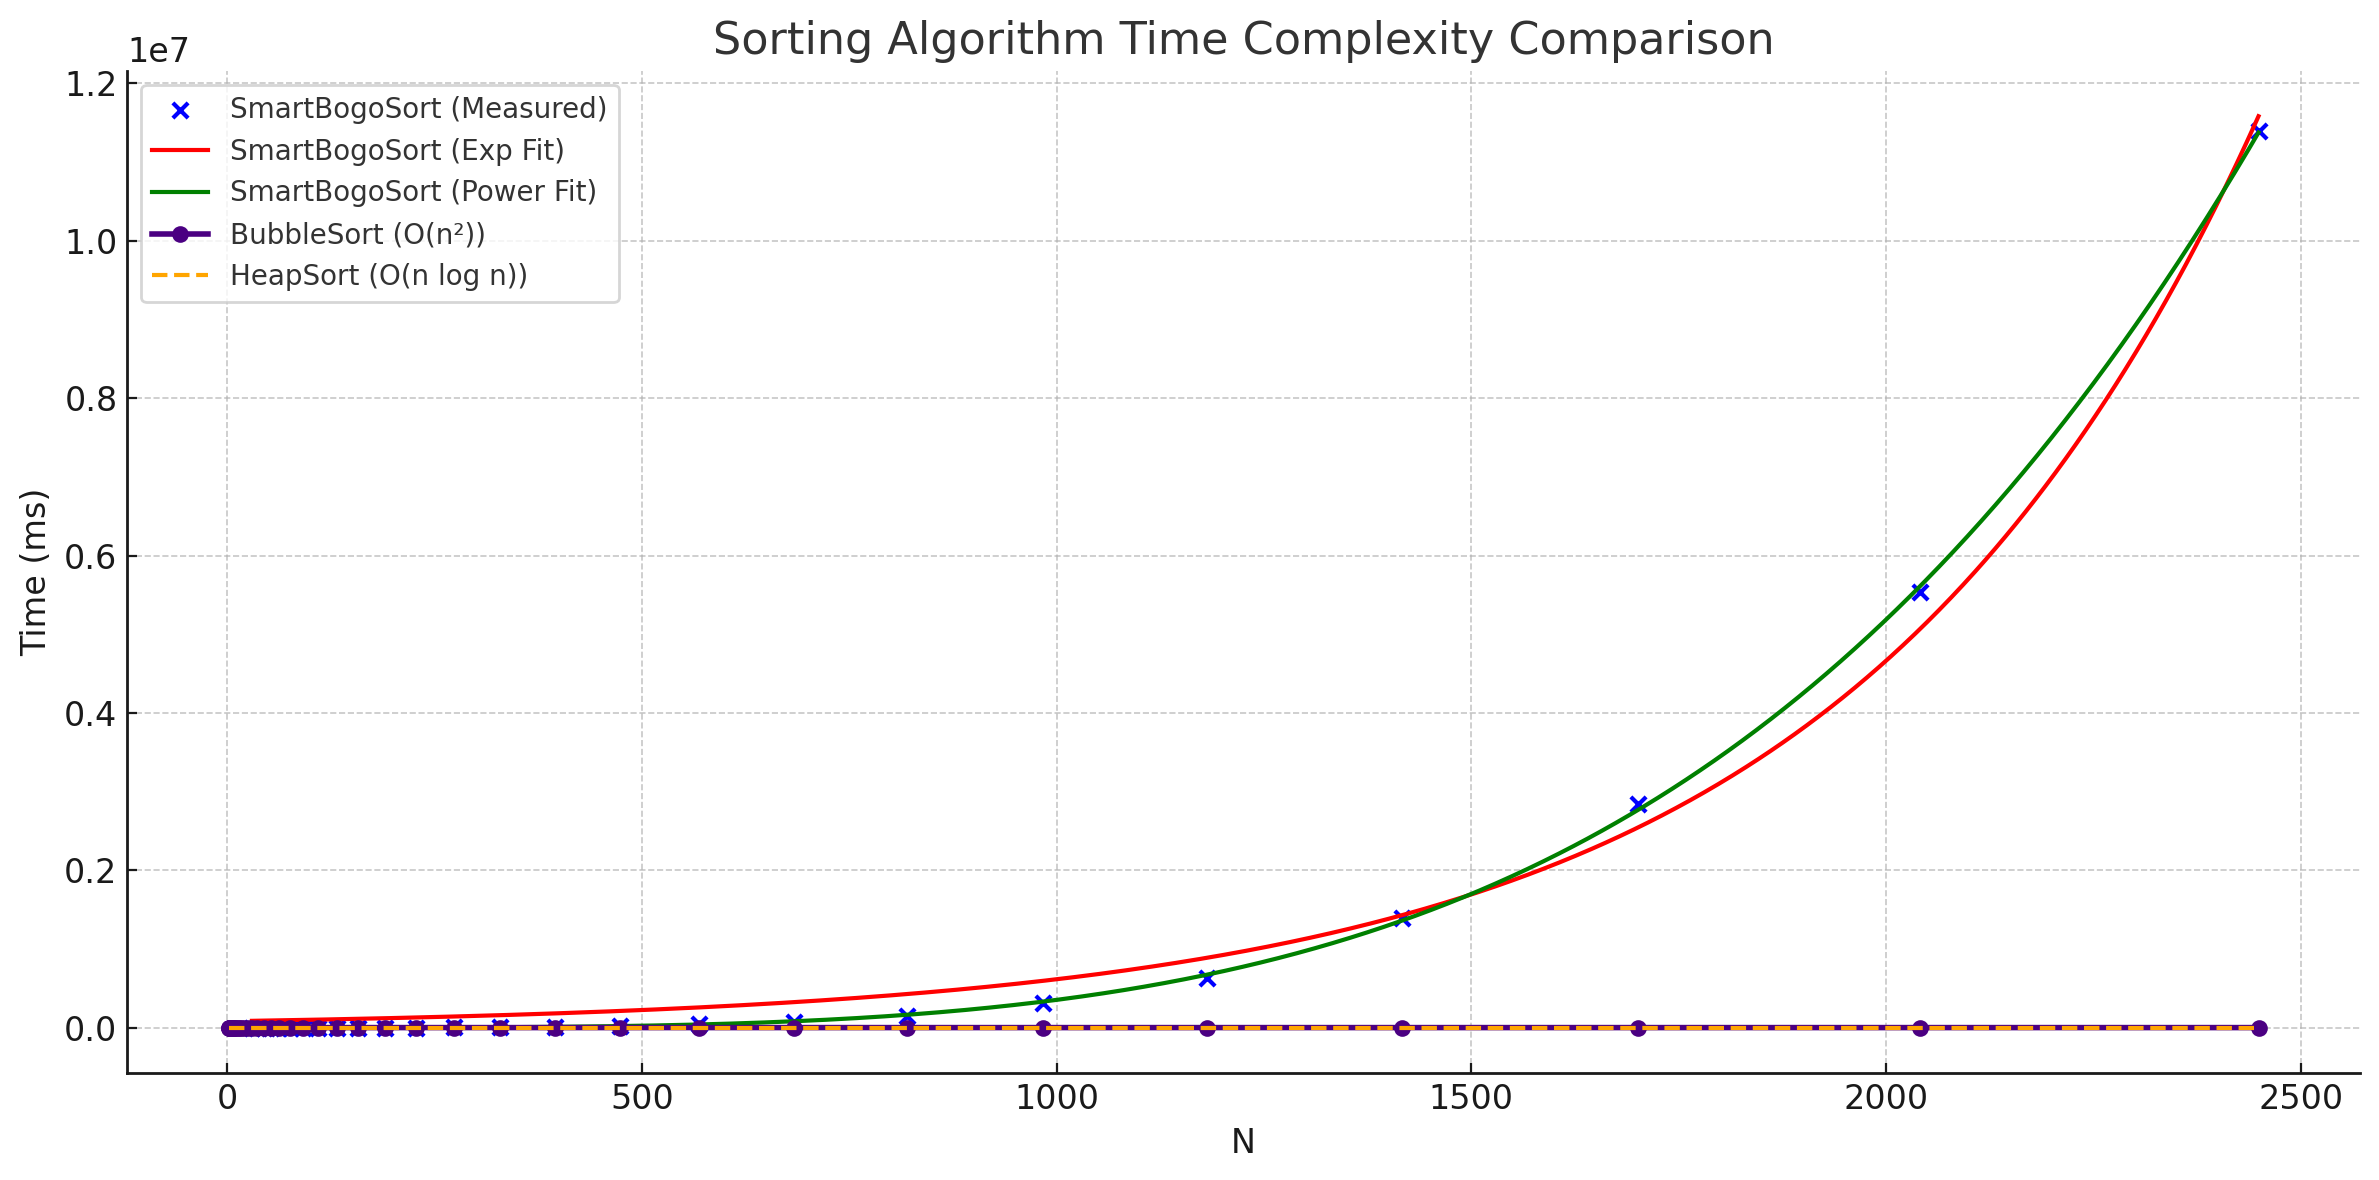 Sorting Algorithm Time Complexity Comparison
1e7
1.2
1.0
0.8
0.6
0.4
0.2
0.0
Time (ms)
SmartBogoSort (Measured)
SmartBogoSort (Exp Fit)
SmartBogoSort (Power Fit)
BubbleSort (O(n²))
HeapSort (O(n log n))
0 500 1000 1500 2000 2500
N